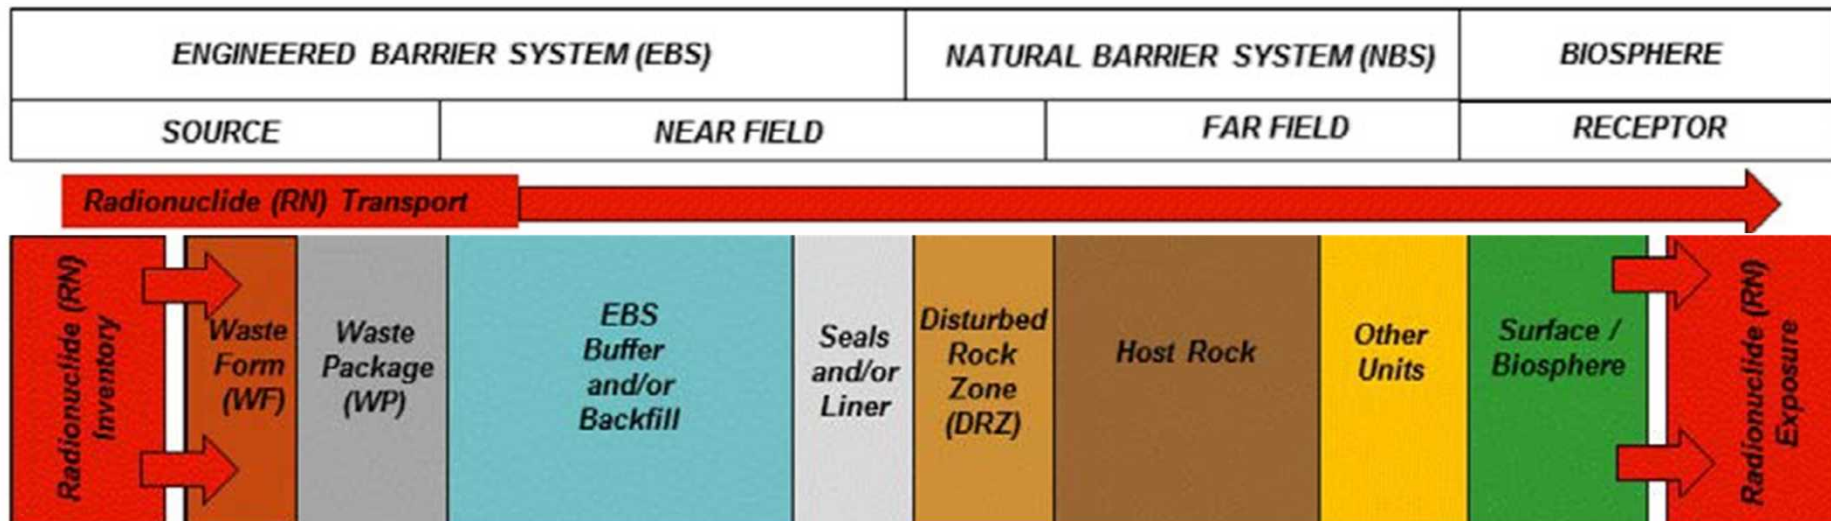 ENGINEERED BARRIER SYSTEM (EBS)
NATURAL BARRIER SYSTEM (NBS)
BIOSPHERE
SOURCE
NEAR FIELD
FAR FIELD
RECEPTOR
Radionuclide (RN) Transport
Radionuclide (RN)
Inventory
Waste
Form
(WF)
Waste
Package
(WP)
EBS
Buffer
and/or
Backfill
Seals
and/or
Liner
Disturbed
Rock
Zone
(DRZ)
Host Rock
Other
Units
Surface /
Biosphere
Radionuclide (RN)
Exposure